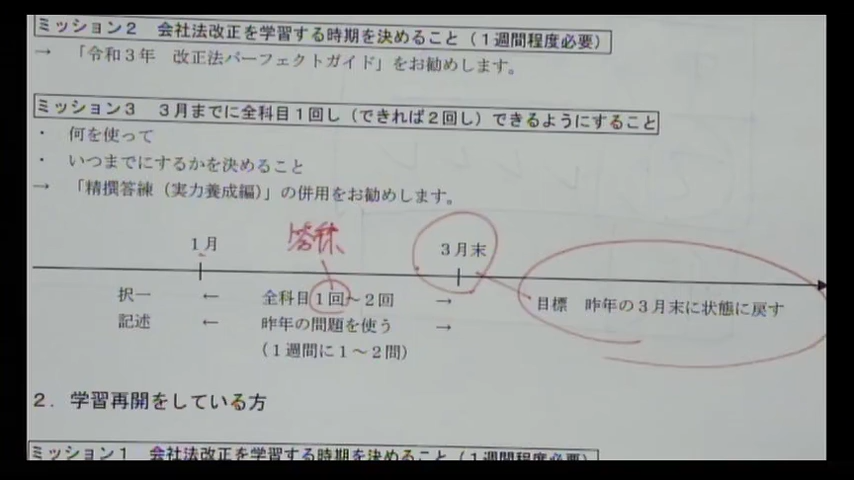 ミッション2 会社法改正を学習する時期を決めること(1週間程度必要)
→ 「令和3年 改正法パーフェクトガイド」をお勧めします。
ミッション3 3月までに全科目1回し(できれば2回し)できるようにすること
・ 何を使って
・ いつまでにするかを決めること
→ 「精撰答練(実力養成編)」の併用をお勧めします。
1月 答練 3月末
択一 ← 全科目1回~2回 → 目標 昨年の3月末に状態に戻す
記述 ← 昨年の問題を使う →
(1週間に1~2問)
2.学習再開をしている方
ミッション1 会社法改正を学習する時期を決めること(1週間程度必要)